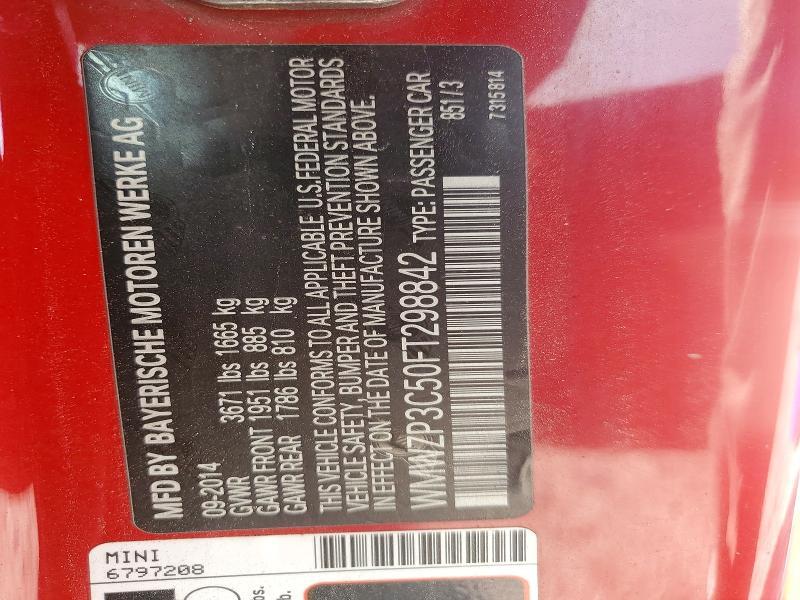 MFD BY BAYERISCHE MOTOREN WERKE AG
09-2014
GVWR 3671 lbs 1665 kg
GAWR FRONT 1951 lbs 885 kg
GAWR REAR 1786 lbs 810 kg
THIS VEHICLE CONFORMS TO ALL APPLICABLE U.S.FEDERAL MOTOR
VEHICLE SAFETY, BUMPER AND THEFT PREVENTION STANDARDS
IN EFFECT ON THE DATE OF MANUFACTURE SHOWN ABOVE.
WMWZP3C50FT298842 TYPE: PASSENGER CAR
851/3
7315814
MINI
6797208